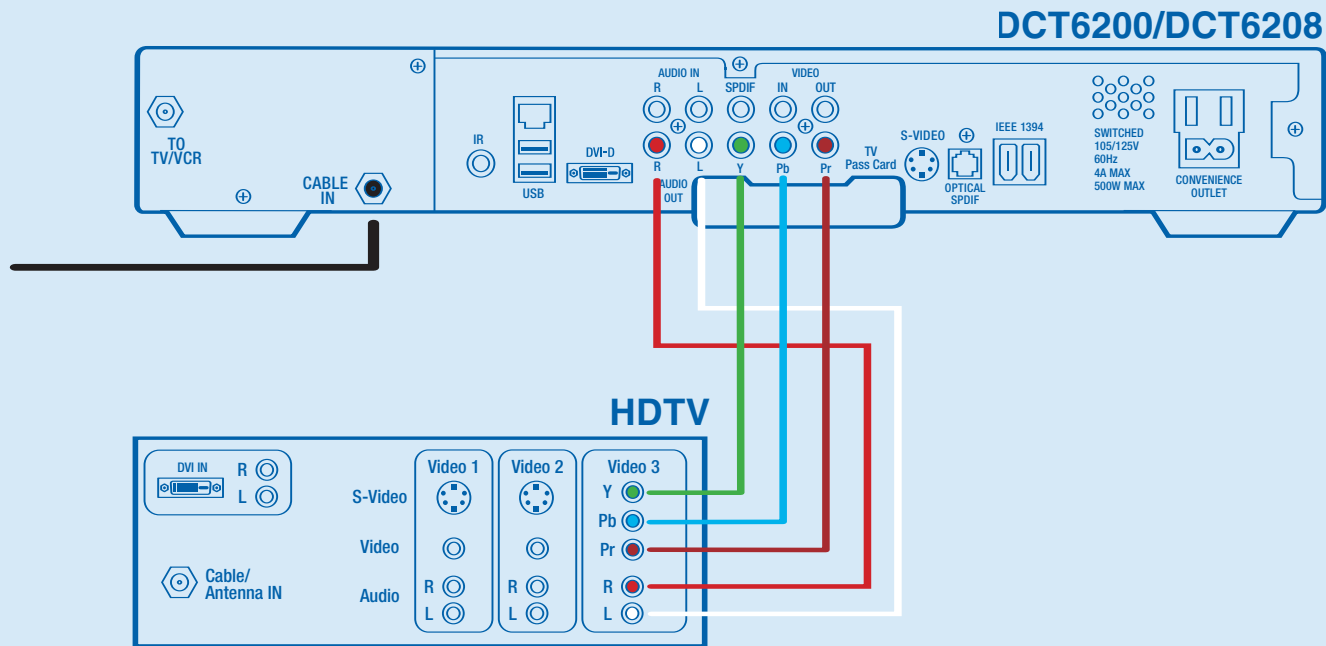 DCT6200/DCT6208
AUDIO IN
VIDEO
R
L
SPDIF
IN
OUT
TO
TV/VCR
CABLE
IN
IR
USB
DVI-D
R
L
Y
Pb
Pr
AUDIO
OUT
TV
Pass Card
S-VIDEO
OPTICAL
SPDIF
IEEE 1394
SWITCHED
105/125V
60Hz
4A MAX
500W MAX
CONVENIENCE
OUTLET
HDTV
DVI IN
R
L
Cable/
Antenna IN
S-Video
Video
Audio
Video 1
R
L
Video 2
R
L
Video 3
Y
Pb
Pr
R
L